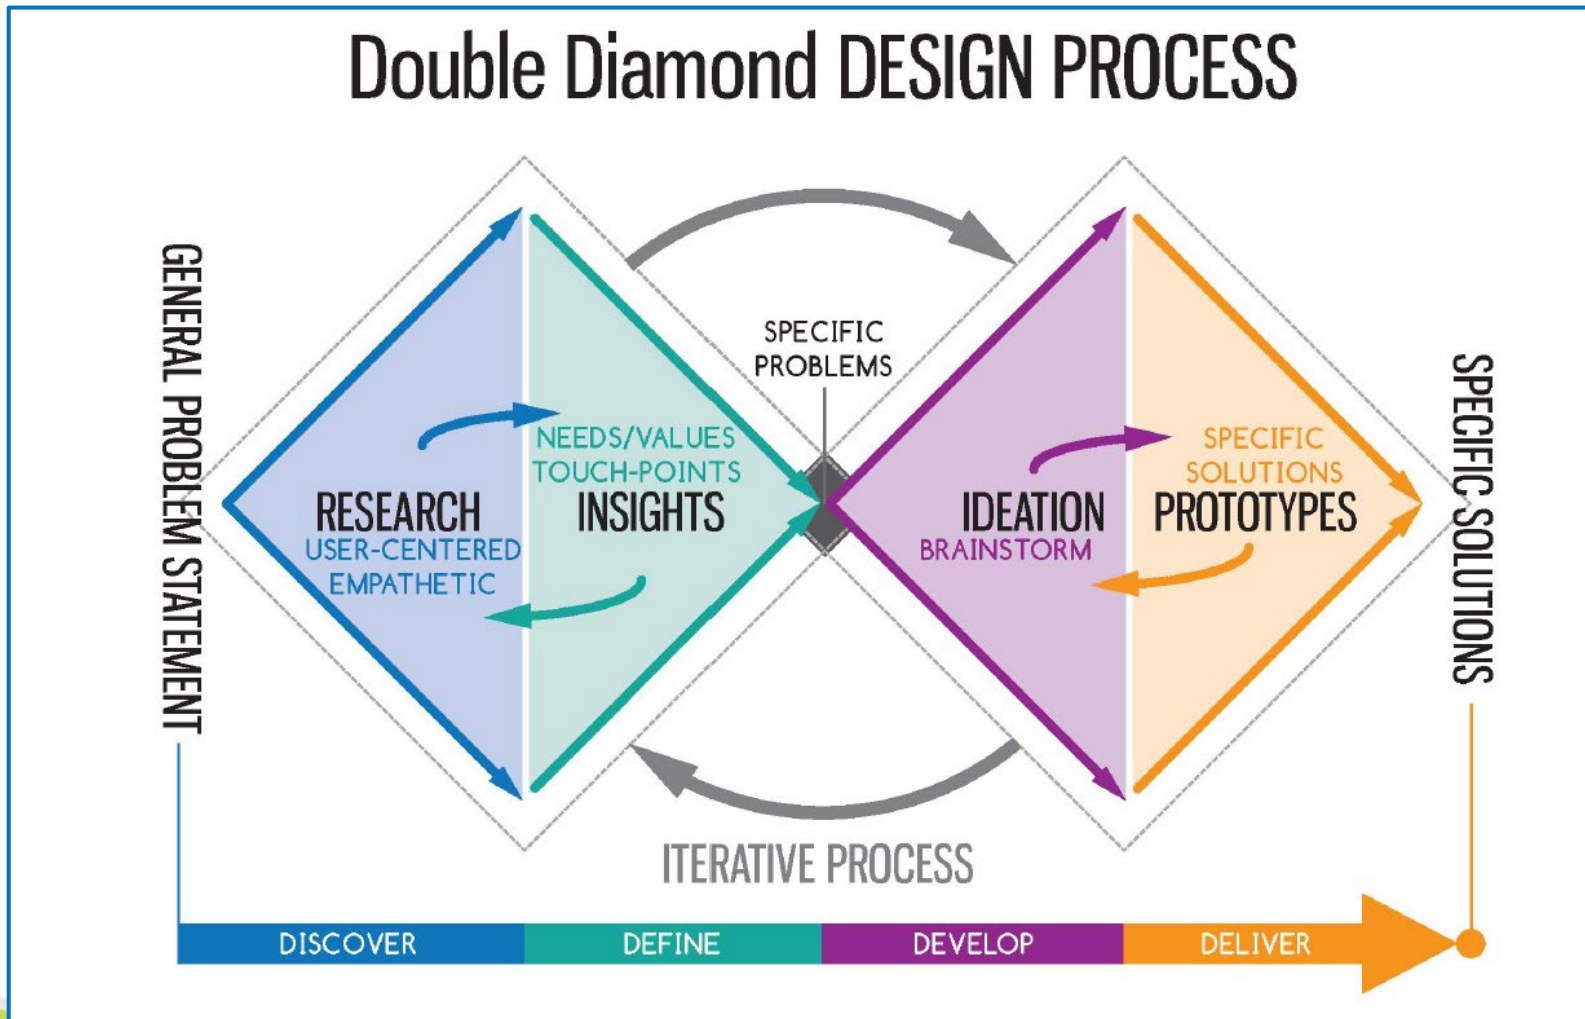 Double Diamond DESIGN PROCESS
GENERAL PROBLEM STATEMENT
SPECIFIC
PROBLEMS
NEEDS/VALUES
TOUCH-POINTS
RESEARCH
INSIGHTS
USER-CENTERED
EMPATHETIC
SPECIFIC
SOLUTIONS
IDEATION
PROTOTYPES
BRAINSTORM
SPECIFIC SOLUTIONS
ITERATIVE PROCESS
DISCOVER
DEFINE
DEVELOP
DELIVER